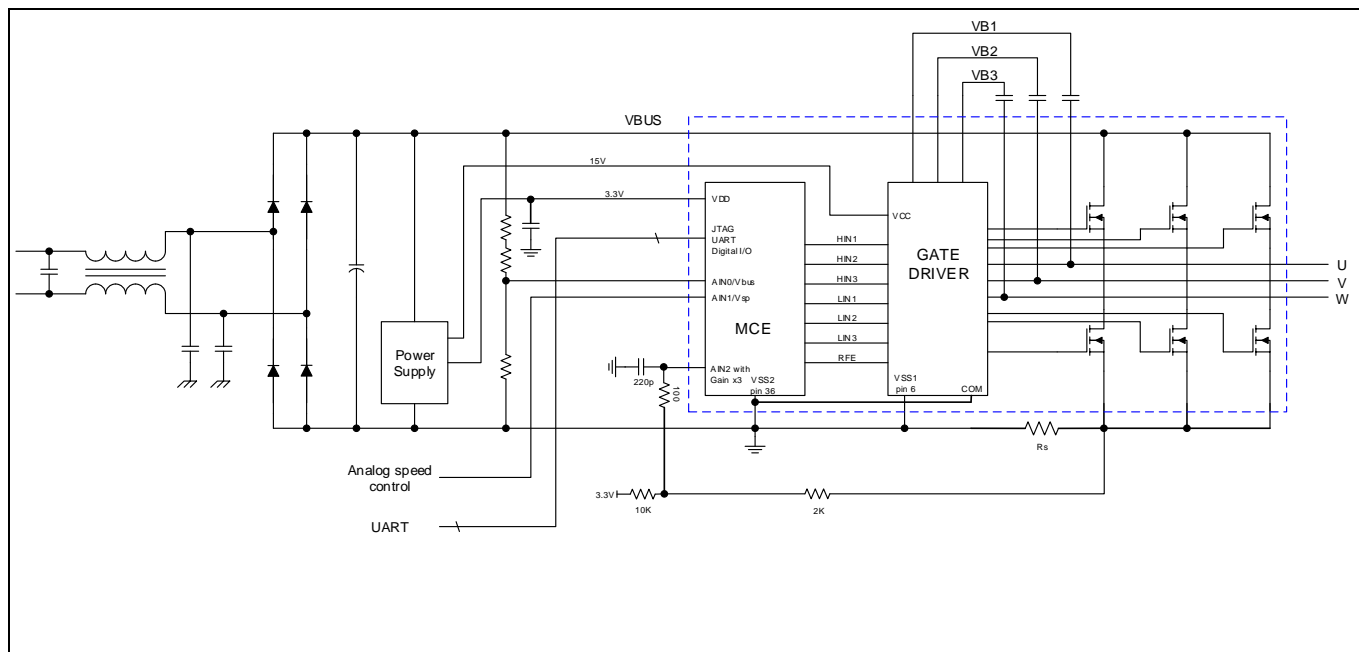 VB1
VB2
VB3
VBUS
15V
3.3V
VDD
VCC
JTAG
UART
Digital I/O
HIN1
HIN2
HIN3
LIN1
LIN2
LIN3
RFE
GATE
DRIVER
U
V
W
AIN0/Vbus
AIN1/Vsp
MCE
Power
Supply
220p
AIN2 with
Gain x3
VSS2
pin 36
VSS1
pin 6
COM
100
Rs
Analog speed
control
3.3V
10K
2K
UART